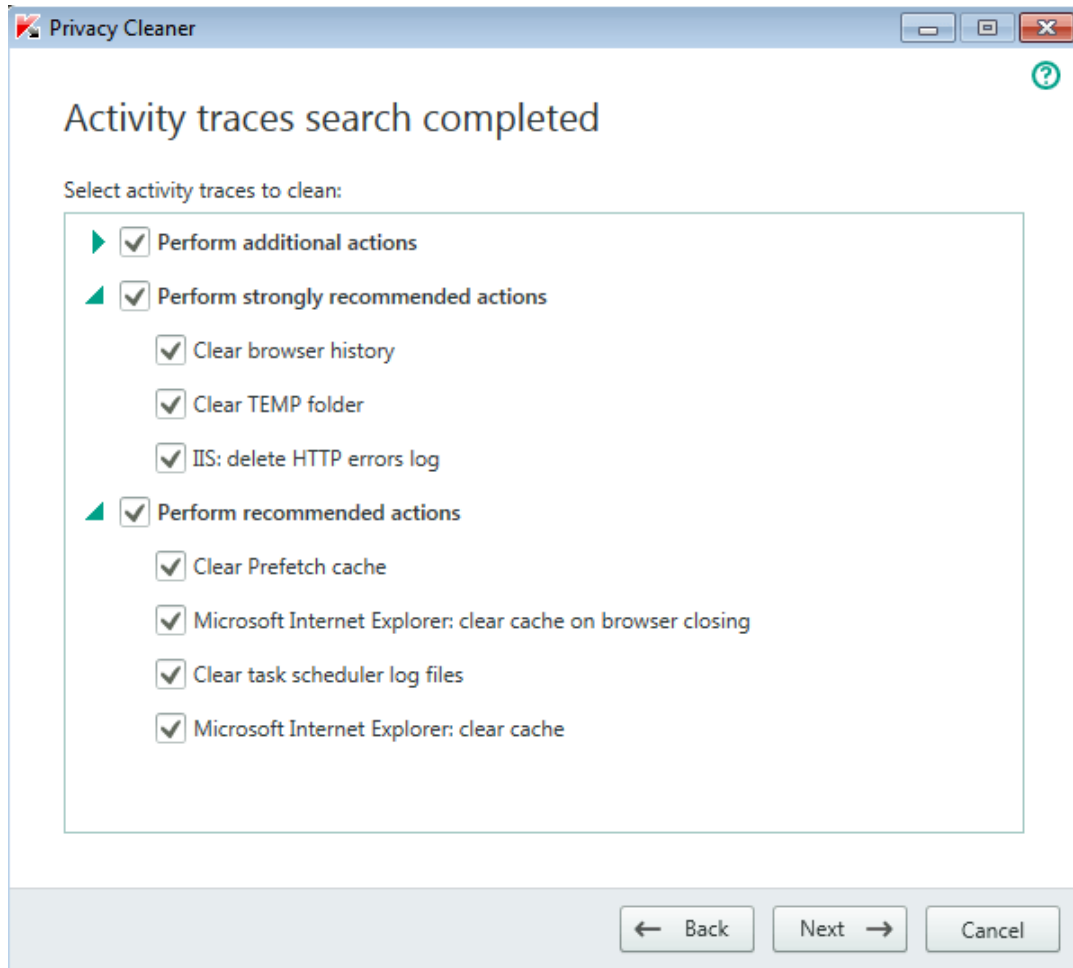 Privacy Cleaner
Activity traces search completed
Select activity traces to clean:
Perform additional actions
Perform strongly recommended actions
Clear browser history
Clear TEMP folder
IIS: delete HTTP errors log
Perform recommended actions
Clear Prefetch cache
Microsoft Internet Explorer: clear cache on browser closing
Clear task scheduler log files
Microsoft Internet Explorer: clear cache
Back Next Cancel